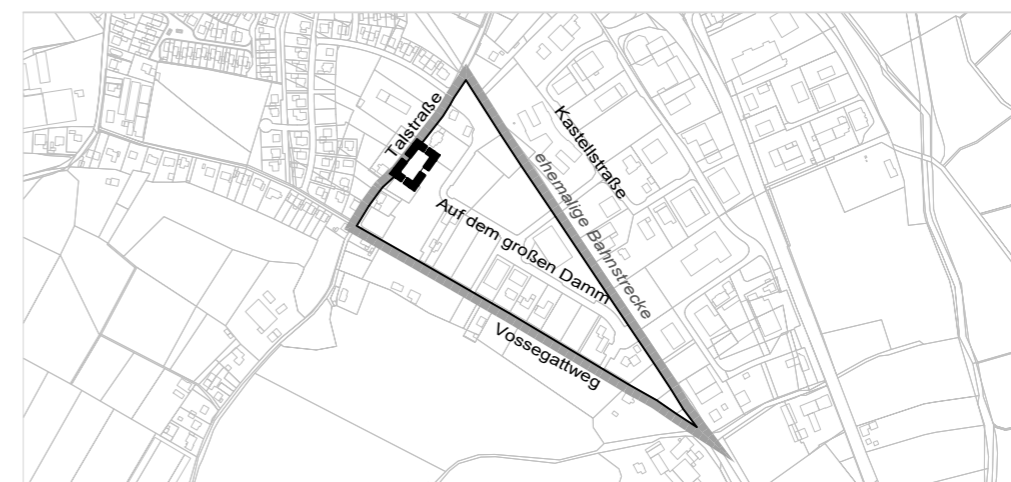 Talstraße
Kastellstraße
ehemalige Bahnstrecke
Auf dem großen Damm
Vossegattweg